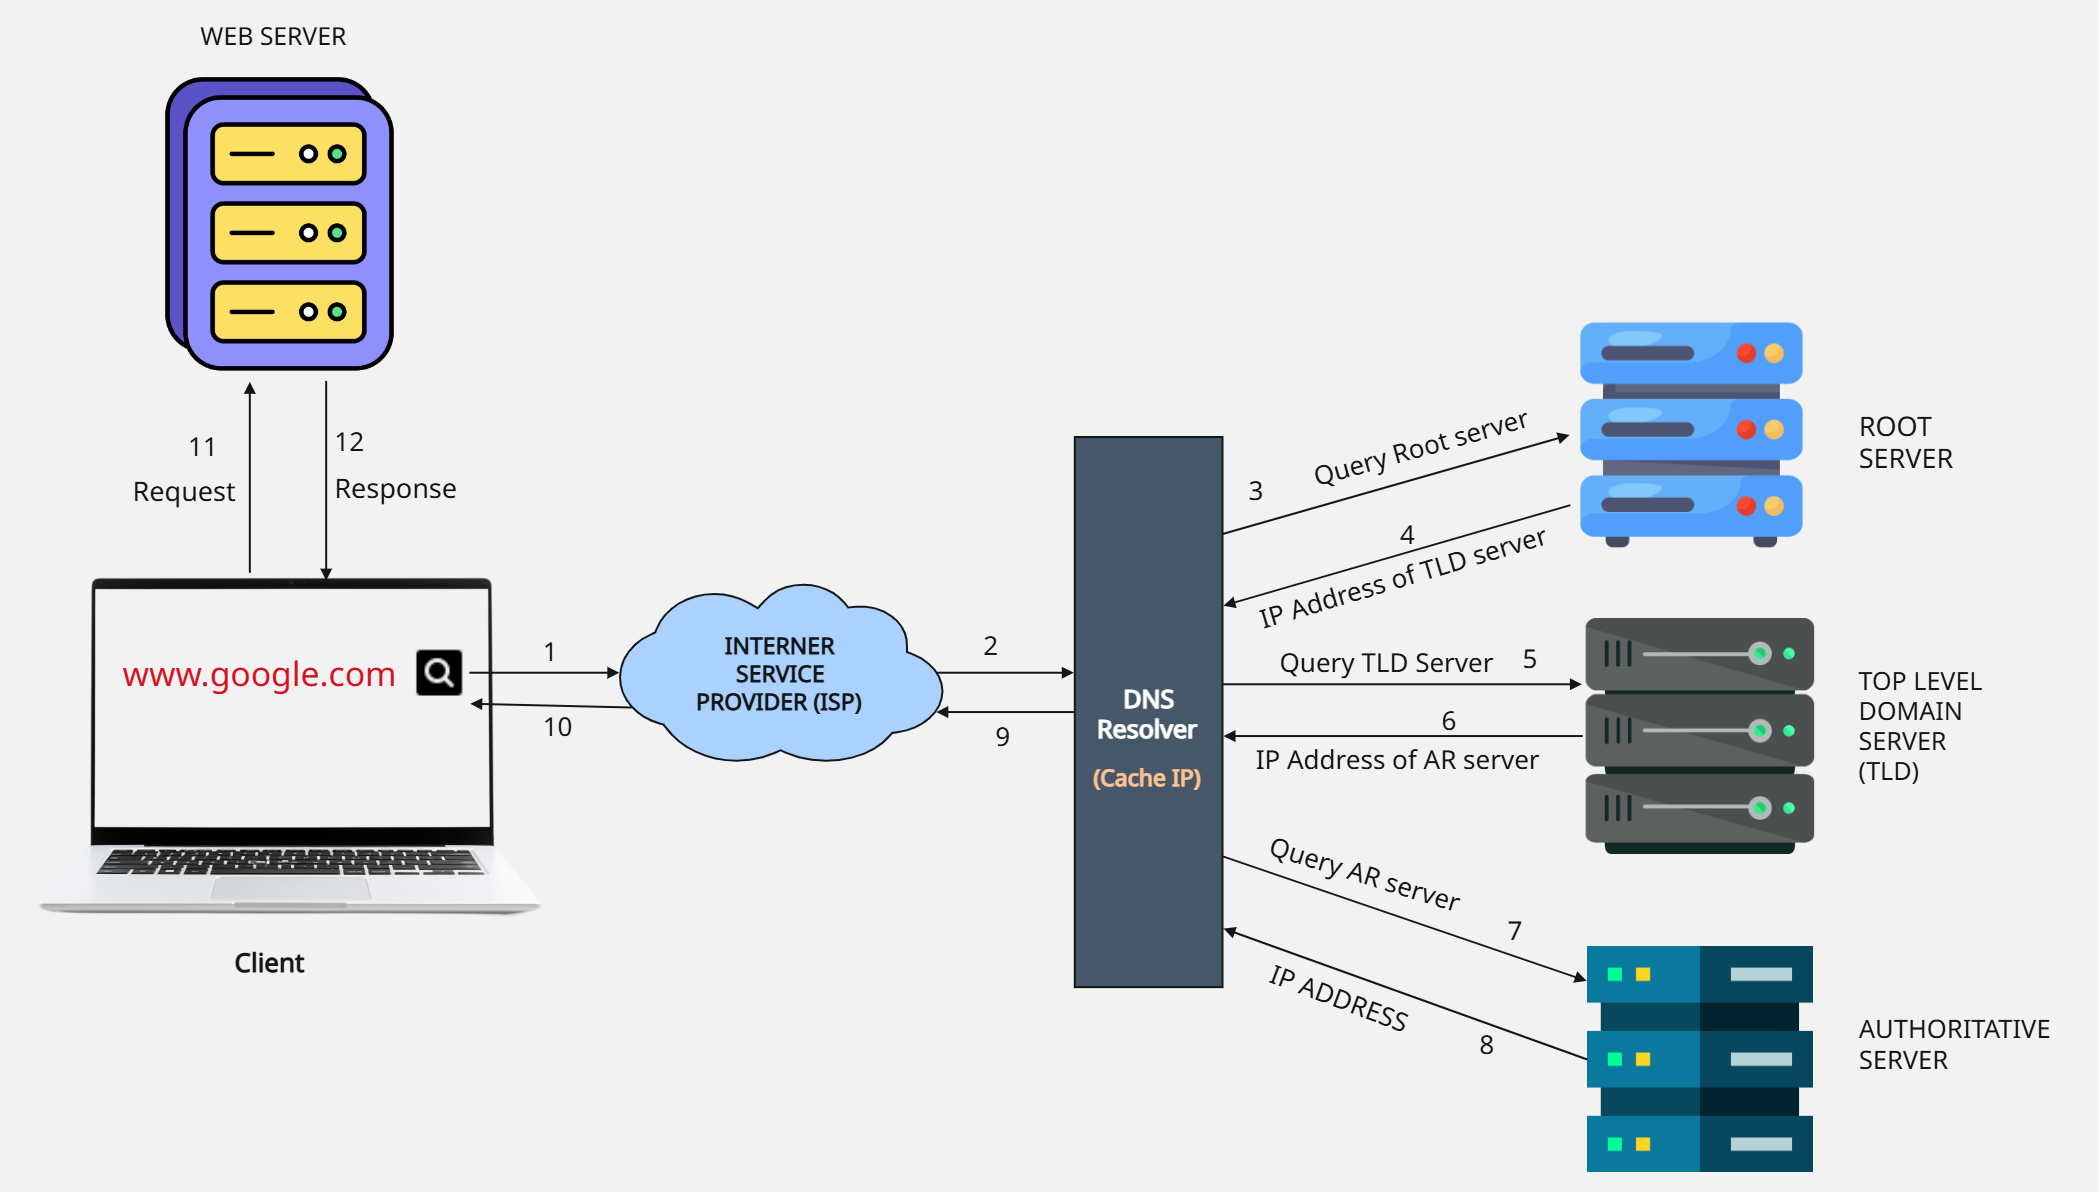 WEB SERVER
11
Request
12
Response
www.google.com
Client
1
10
INTERNER
SERVICE
PROVIDER (ISP)
2
9
DNS
Resolver
(Cache IP)
3
Query Root server
4
IP Address of TLD server
ROOT
SERVER
Query TLD Server 5
6
IP Address of AR server
TOP LEVEL
DOMAIN
SERVER
(TLD)
Query AR server
7
IP ADDRESS
8
AUTHORITATIVE
SERVER